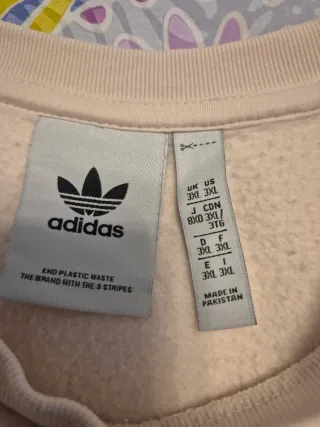 adidas
END PLASTIC WASTE
THE BRAND WITH THE 3 STRIPES
UK US
3XL 3XL
J CDN
8XO 3XL/
3TG
D F
3XL 3XL
E I
3XL 3XL
MADE IN
PAKISTAN